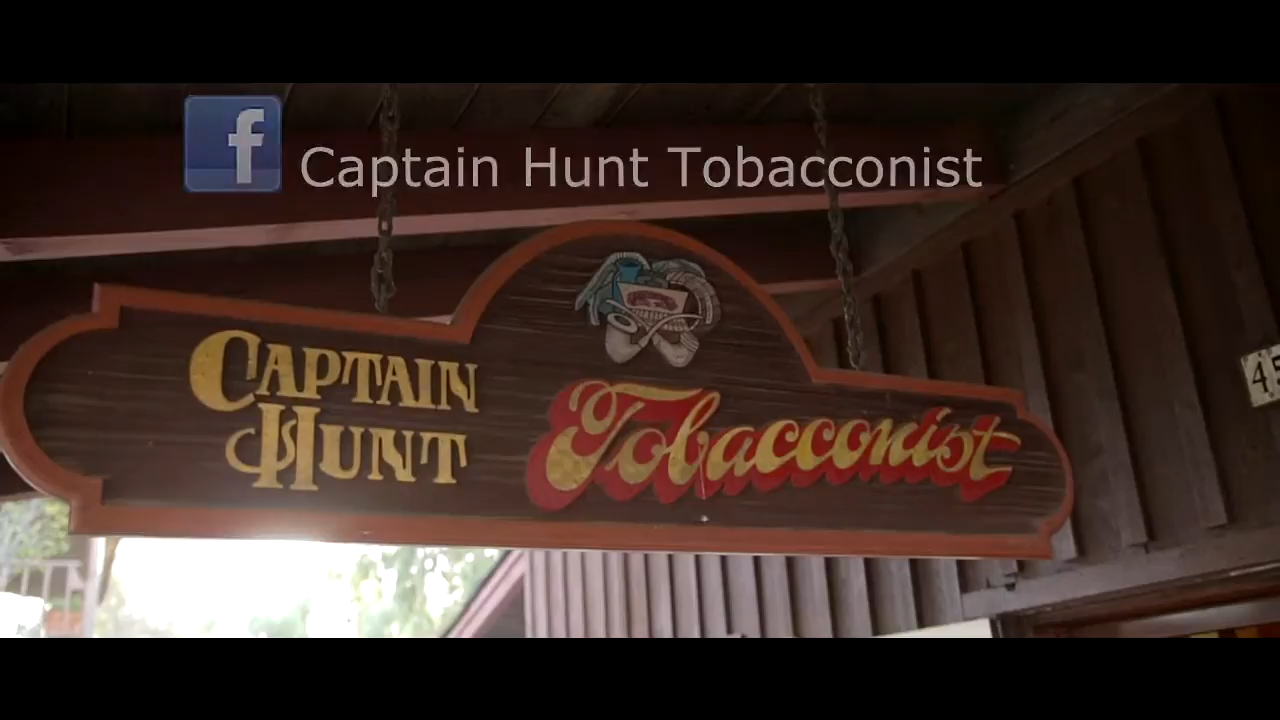 f Captain Hunt Tobacconist
CAPTAIN
HUNT
Tobacconist